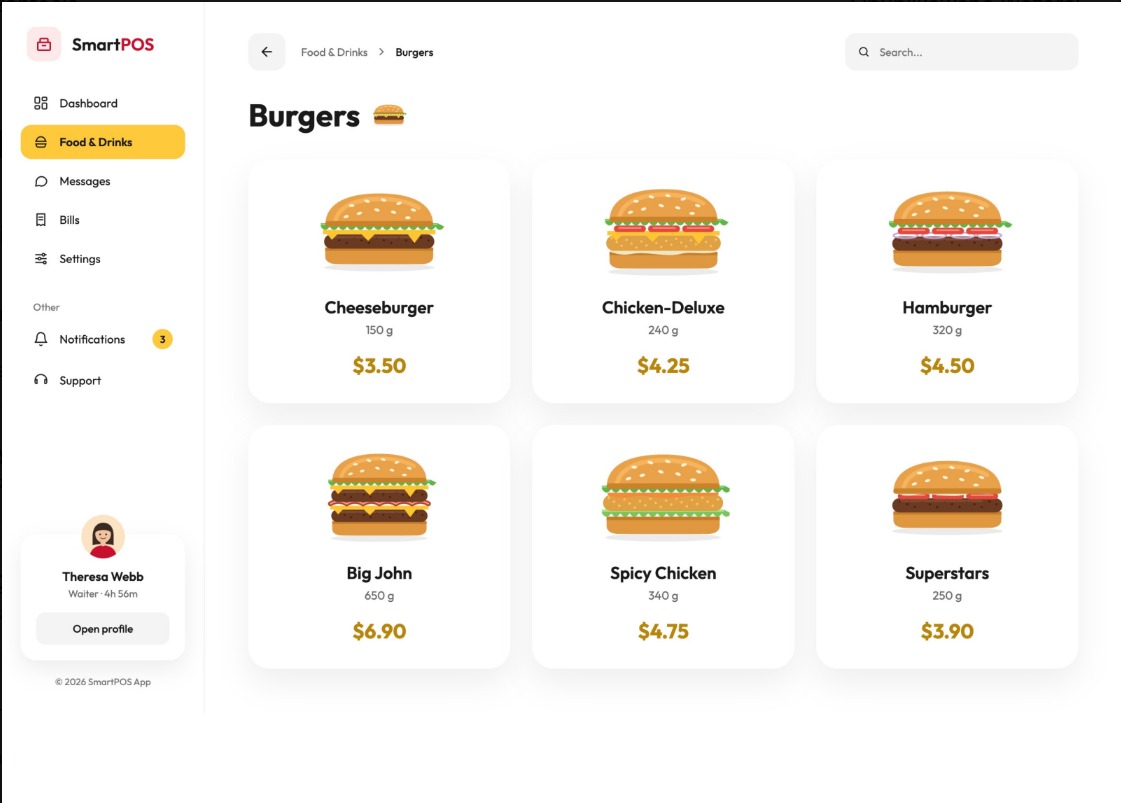 SmartPOS
Dashboard
Food & Drinks
Messages
Bills
Settings
Other
Notifications 3
Support
Theresa Webb
Waiter · 4h 56m
Open profile
© 2026 SmartPOS App
Food & Drinks > Burgers
Search...
Burgers
Cheeseburger
150 g
$3.50
Chicken-Deluxe
240 g
$4.25
Hamburger
320 g
$4.50
Big John
650 g
$6.90
Spicy Chicken
340 g
$4.75
Superstars
250 g
$3.90